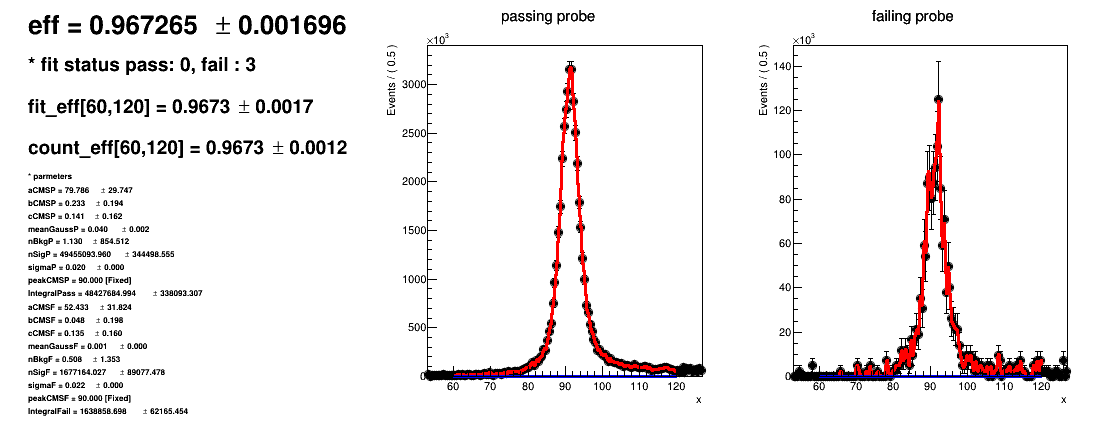 eff = 0.967265 ± 0.001696
* fit status pass: 0, fail : 3
fit_eff[60,120] = 0.9673 ± 0.0017
count_eff[60,120] = 0.9673 ± 0.0012
* parmeters
aCMSP = 79.786 ± 29.747
bCMSP = 0.233 ± 0.194
cCMSP = 0.141 ± 0.162
meanGaussP = 0.040 ± 0.002
nBkgP = 1.130 ± 854.512
nSigP = 49455093.960 ± 344498.555
sigmaP = 0.020 ± 0.000
peakCMSP = 90.000 [Fixed]
IntegralPass = 48427684.994 ± 338093.307
aCMSF = 52.433 ± 31.824
bCMSF = 0.048 ± 0.198
cCMSF = 0.135 ± 0.160
meanGaussF = 0.001 ± 0.000
nBkgF = 0.508 ± 1.353
nSigF = 1677164.027 ± 89077.478
sigmaF = 0.022 ± 0.000
peakCMSF = 90.000 [Fixed]
IntegralFail = 1638858.698 ± 62165.454
passing probe
×10³
Events / ( 0.5 )
3000
2500
2000
1500
1000
500
0
60 70 80 90 100 110 120
x
failing probe
×10³
Events / ( 0.5 )
140
120
100
80
60
40
20
0
60 70 80 90 100 110 120
x